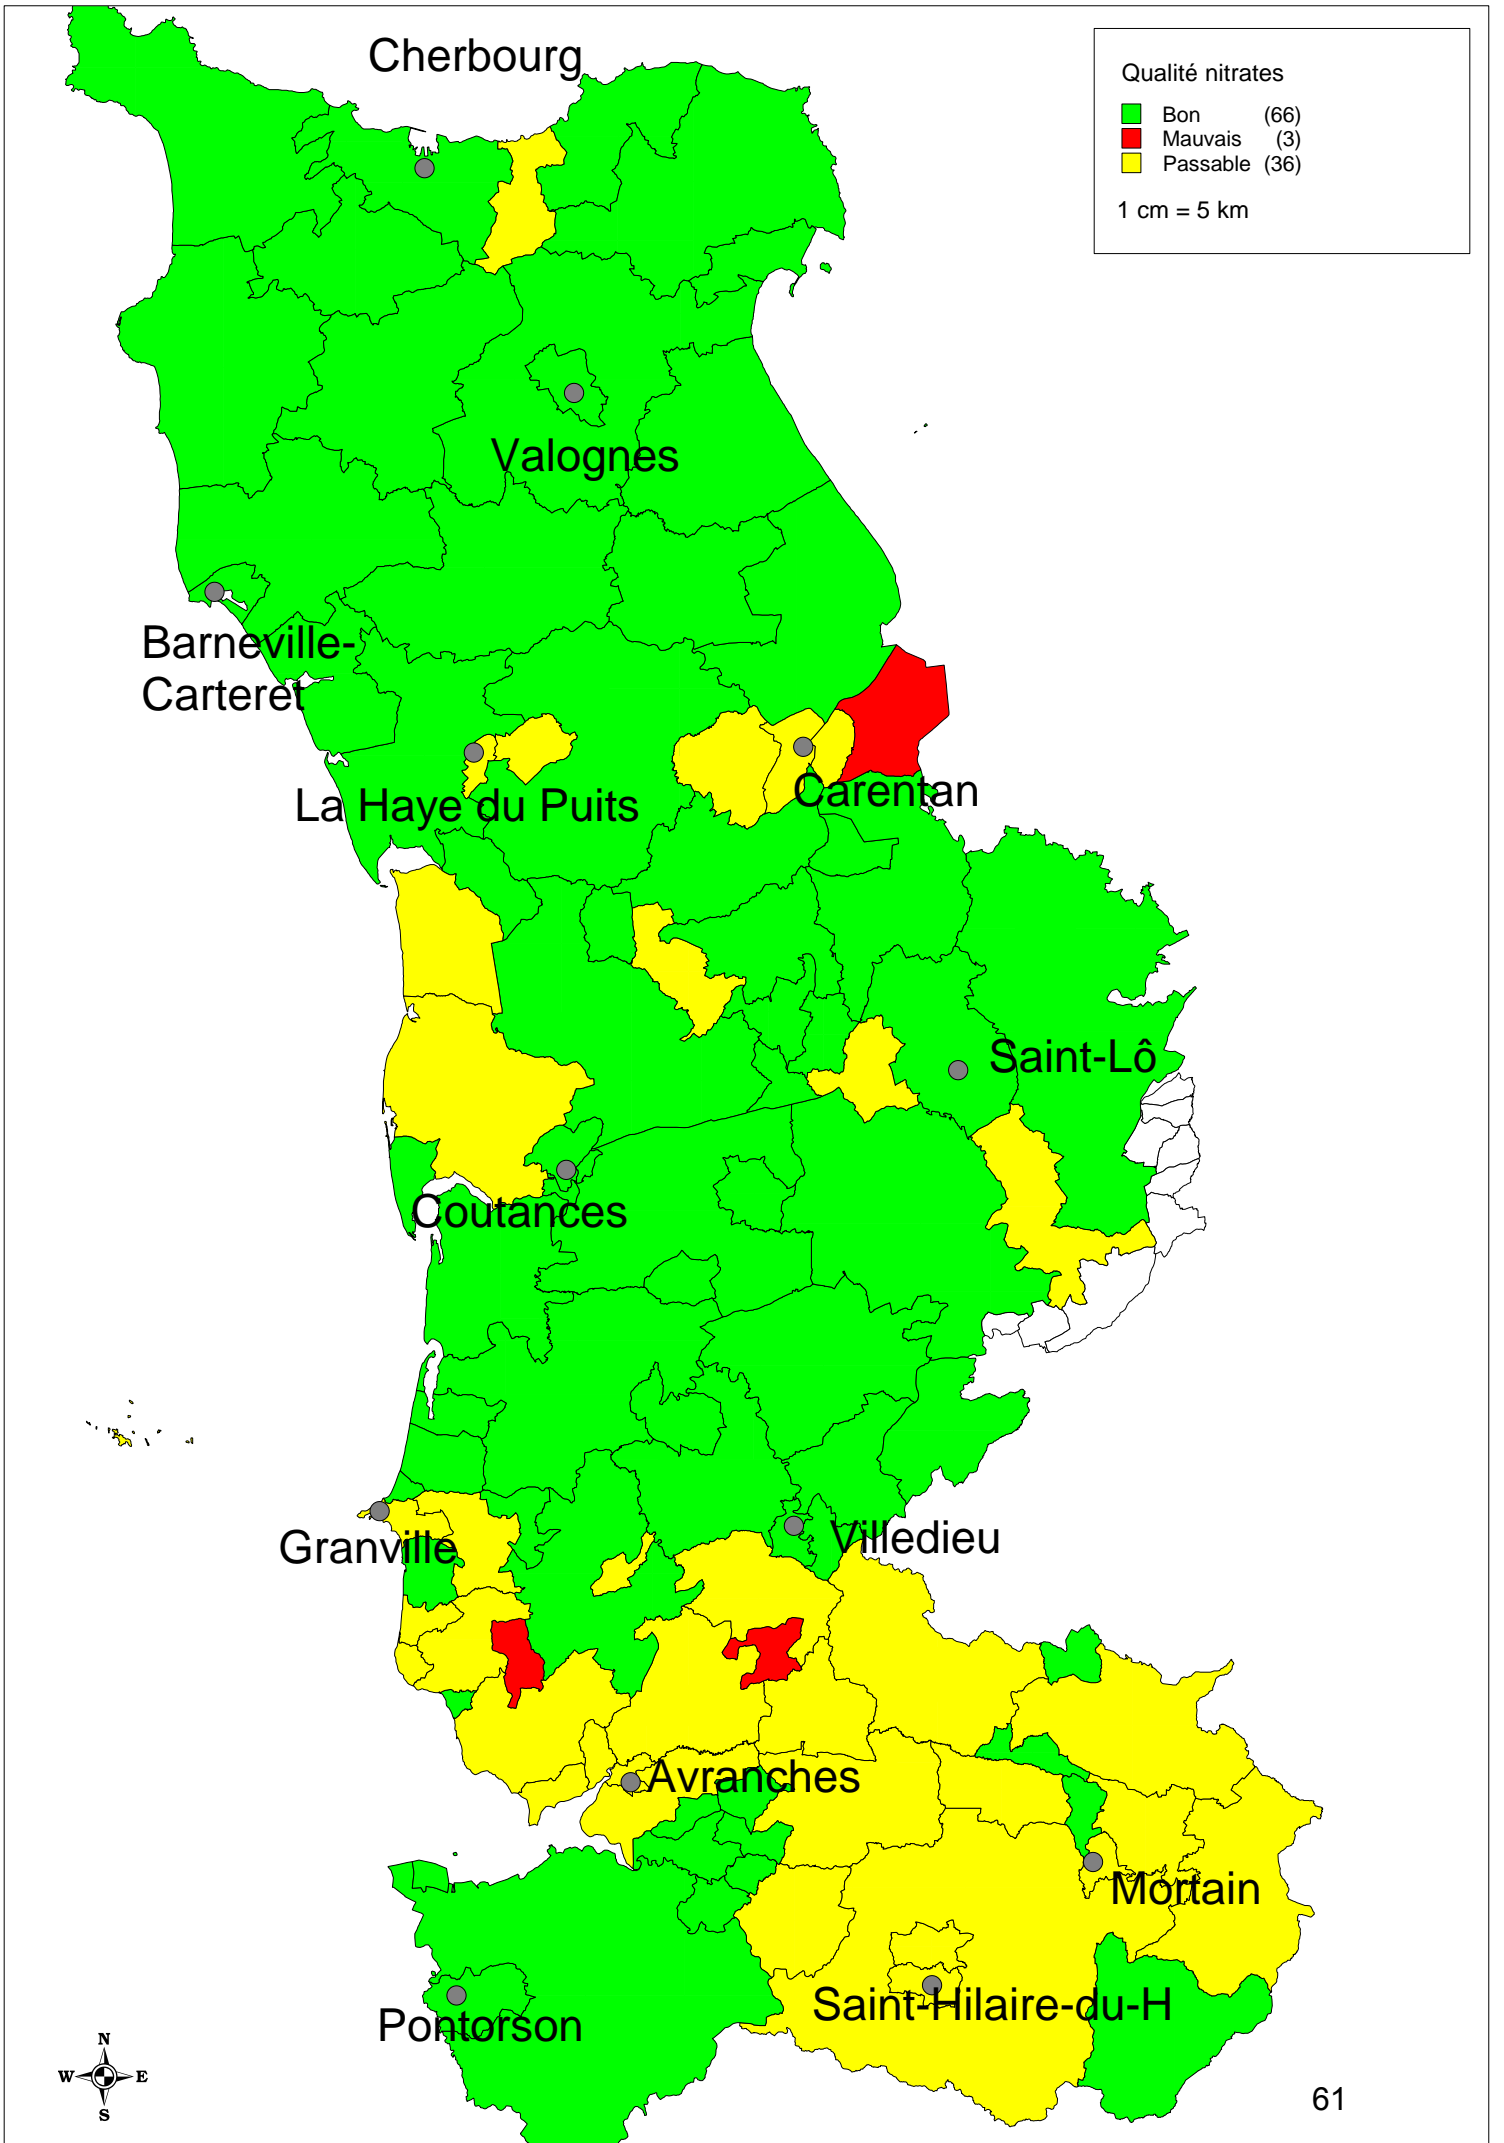 Cherbourg
Qualité nitrates
Bon (66)
Mauvais (3)
Passable (36)
1 cm = 5 km
Valognes
Barneville-
Carteret
La Haye du Puits
Carentan
Saint-Lô
Coutances
Granville
Villedieu
Avranches
Mortain
Saint-Hilaire-du-H
Pontorson
N
W E
S
61